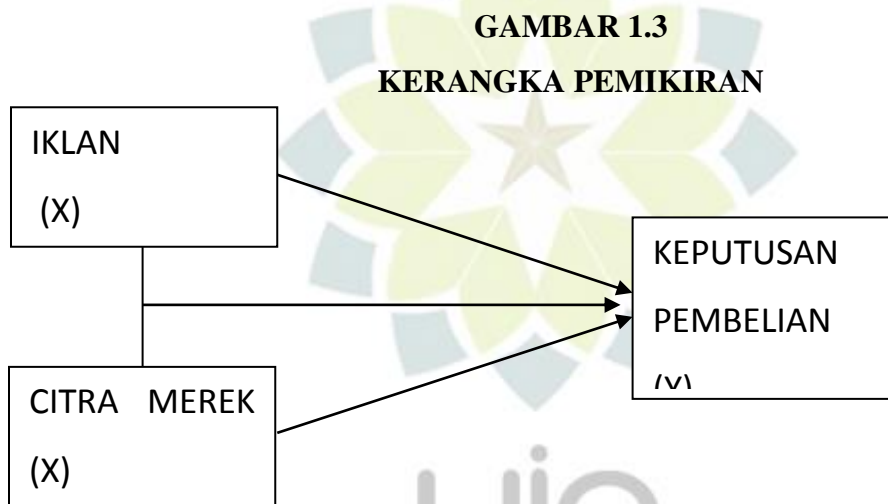 GAMBAR 1.3
KERANGKA PEMIKIRAN
IKLAN
(X)
KEPUTUSAN
PEMBELIAN
CITRA MEREK
(X)